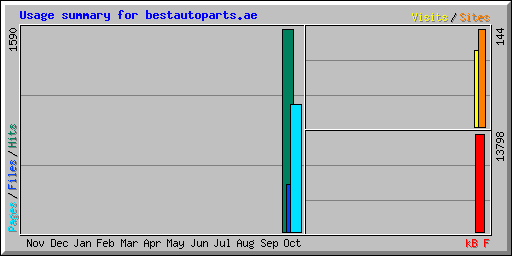 Usage summary for bestautoparts.ae
Visits/Sites
1590
144
Pages/Files/Hits
13798
Nov Dec Jan Feb Mar Apr May Jun Jul Aug Sep Oct
kB F